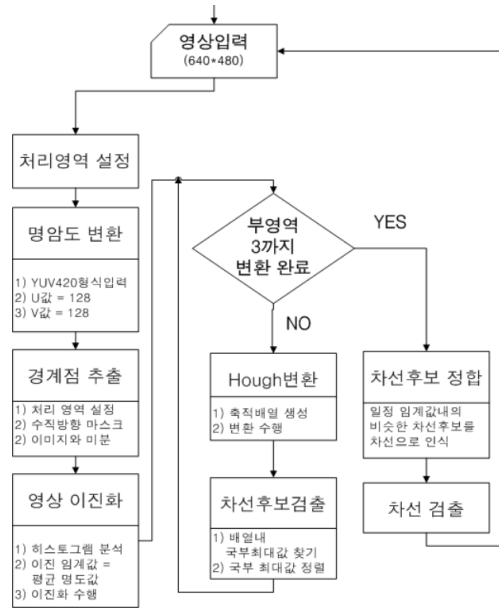 영상입력
(640*480)
처리영역 설정
명암도 변환
1) YUV420형식입력
2) U값 = 128
3) V값 = 128
경계점 추출
1) 처리 영역 설정
2) 수직방향 마스크
2) 이미지와 미분
영상 이진화
1) 히스토그램 분석
2) 이진 임계값 =
평균 명도값
3) 이진화 수행
부영역
3까지
변환 완료
YES
NO
Hough변환
1) 축적배열 생성
2) 변환 수행
차선후보검출
1) 배열내
국부최대값 찾기
2) 국부 최대값 정렬
차선후보 정합
일정 임계값내의
비슷한 차선후보를
차선으로 인식
차선 검출